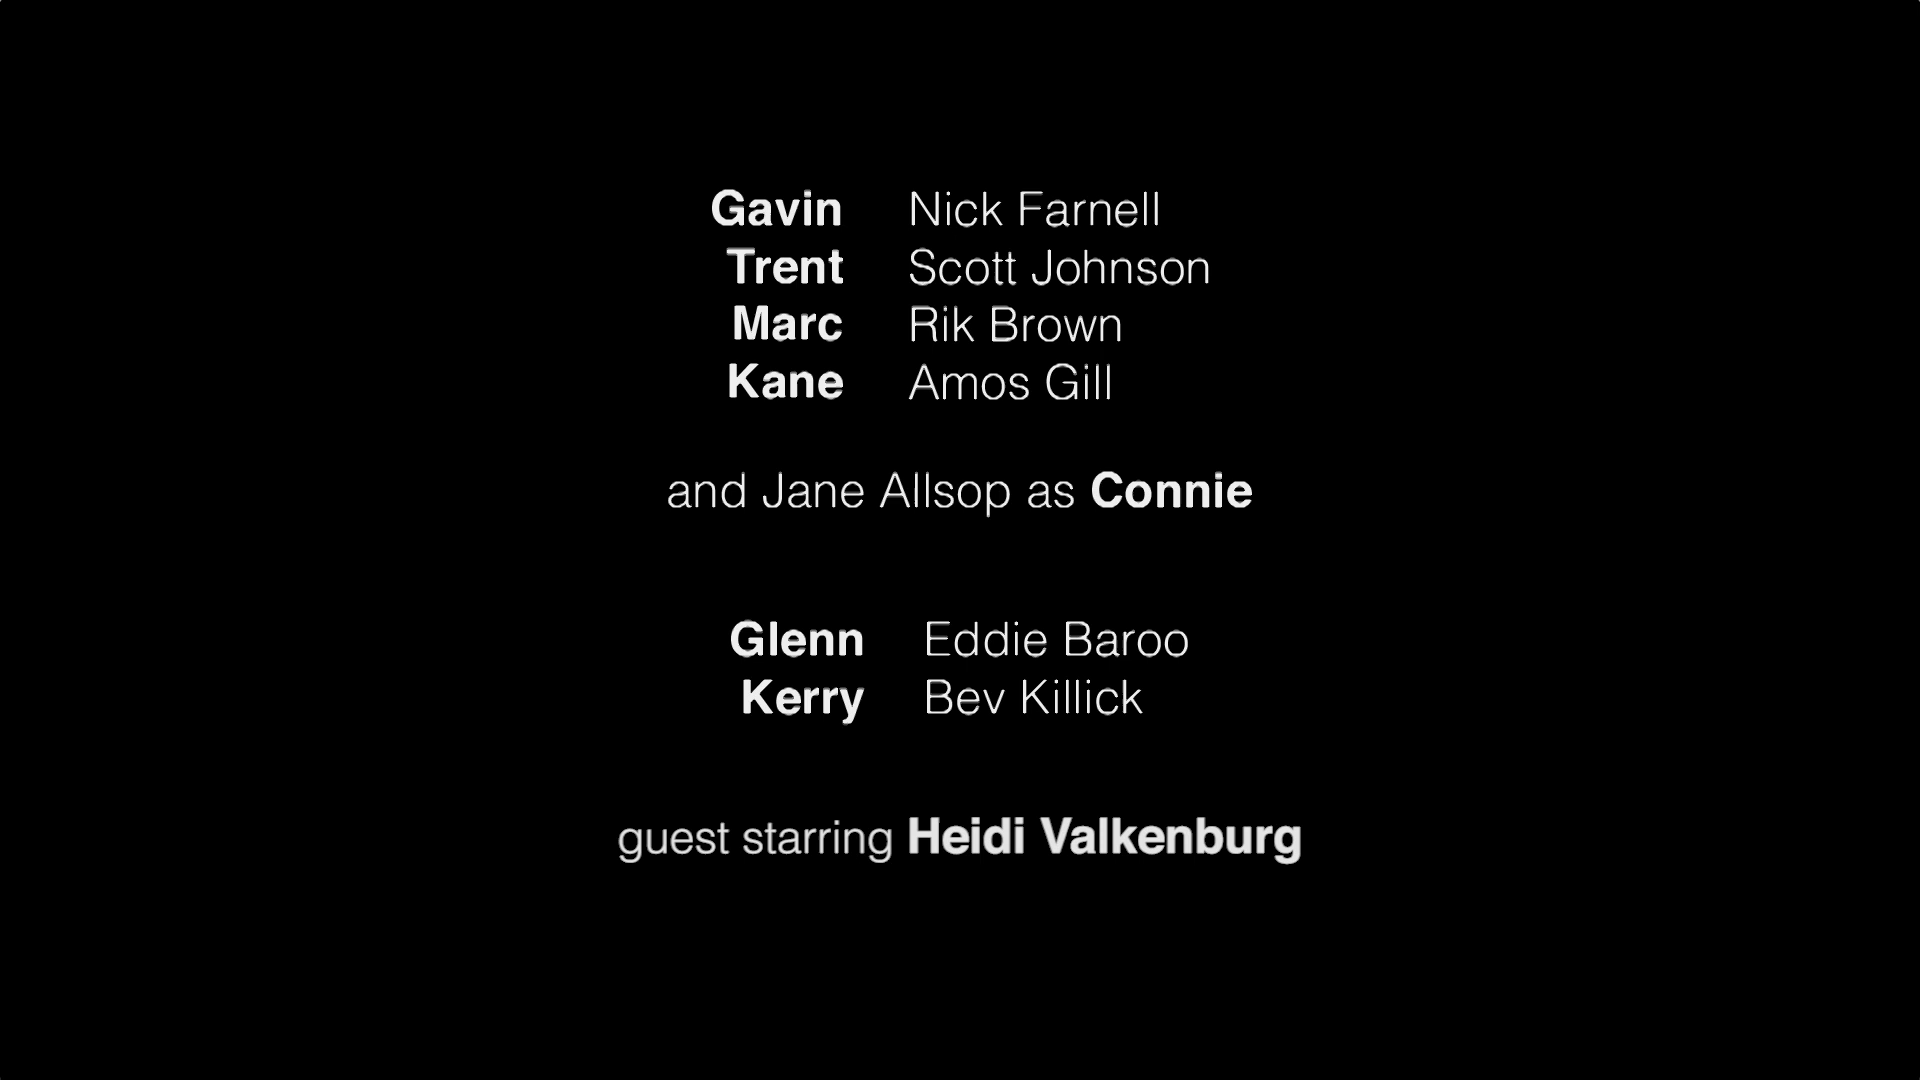 Gavin Nick Farnell
Trent Scott Johnson
Marc Rik Brown
Kane Amos Gill
and Jane Allsop as Connie
Glenn Eddie Baroo
Kerry Bev Killick
guest starring Heidi Valkenburg